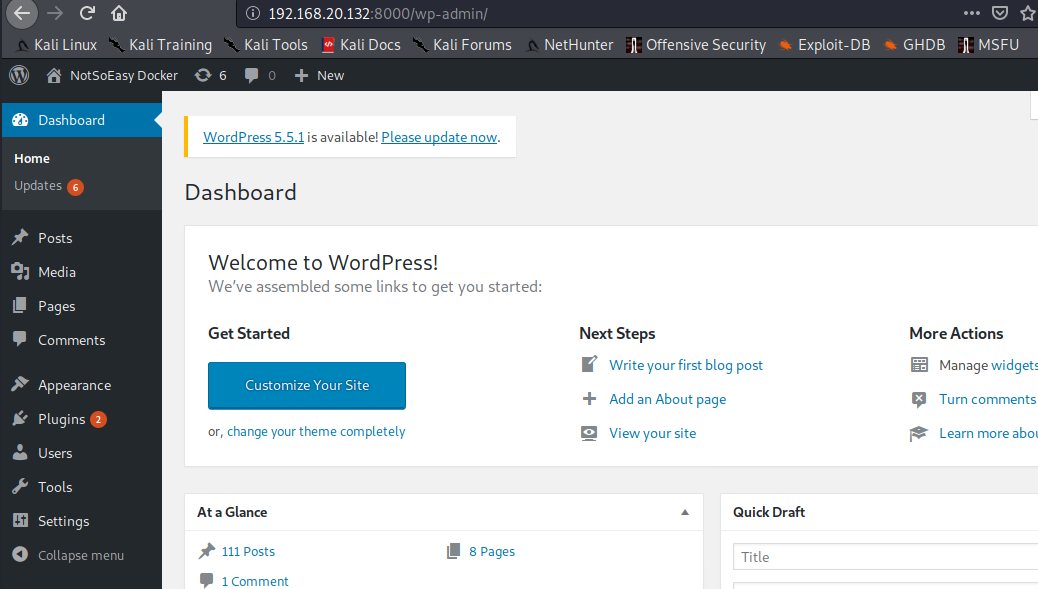 192.168.20.132:8000/wp-admin/
Kali Linux Kali Training Kali Tools Kali Docs Kali Forums NetHunter Offensive Security Exploit-DB GHDB MSFU
NotSoEasy Docker 6 0 New
Dashboard
Home
Updates 6
Posts
Media
Pages
Comments
Appearance
Plugins 2
Users
Tools
Settings
Collapse menu
WordPress 5.5.1 is available! Please update now.
Dashboard
Welcome to WordPress!
We've assembled some links to get you started:
Get Started
Customize Your Site
or, change your theme completely
Next Steps
Write your first blog post
Add an About page
View your site
More Actions
Manage widgets
Turn comments
Learn more abou
At a Glance
111 Posts 8 Pages
1 Comment
Quick Draft
Title